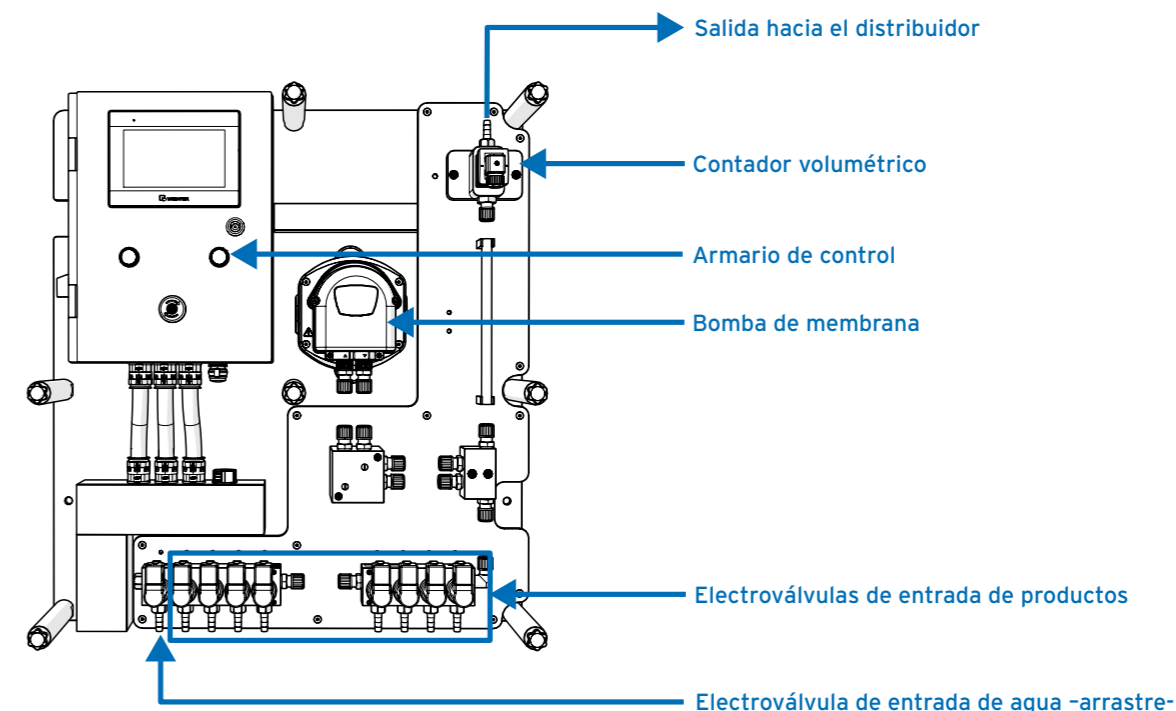 Salida hacia el distribuidor
Contador volumétrico
Armario de control
Bomba de membrana
Electroválvulas de entrada de productos
Electroválvula de entrada de agua –arrastre-